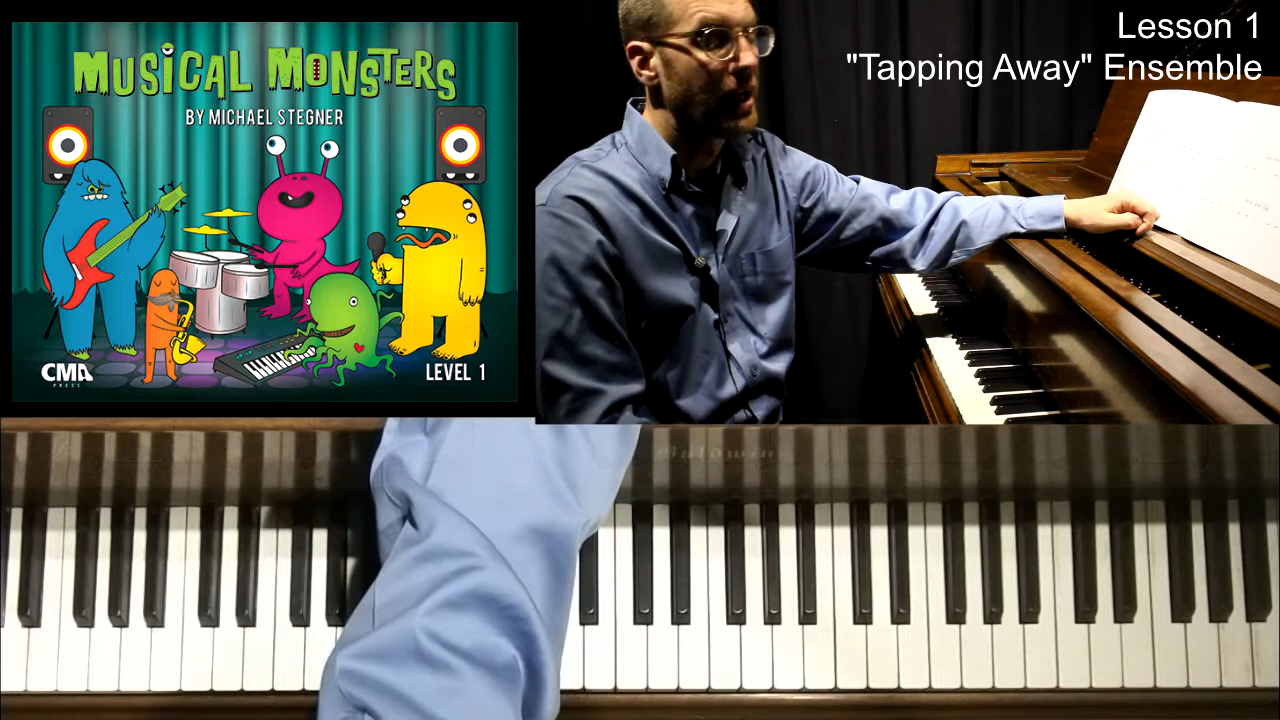 MUSICAL MONSTERS
BY MICHAEL STEGNER
CMA
PRESS
LEVEL 1
Lesson 1
"Tapping Away" Ensemble